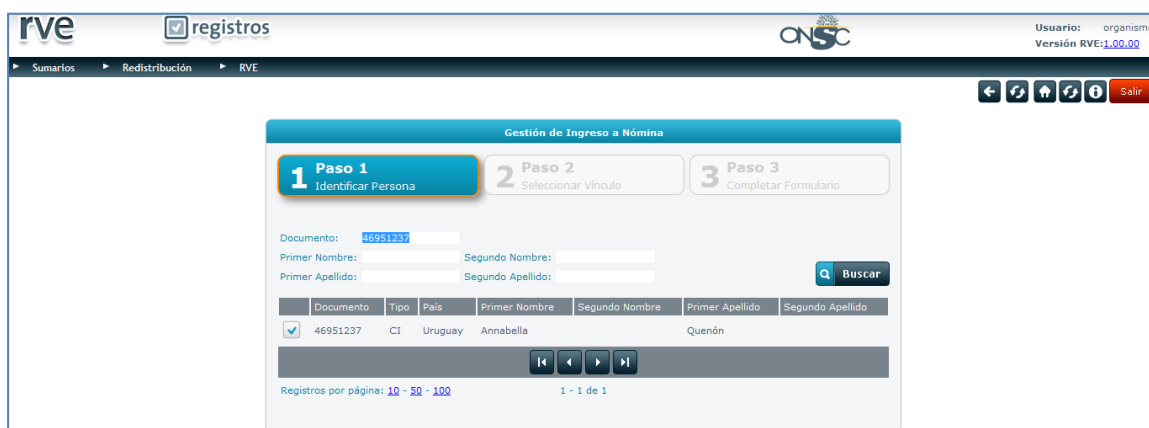 rve registros ONSC Usuario: organismo
Versión RVE:1.00.00
Sumarios Redistribución RVE
Salir
Gestión de Ingreso a Nómina
1 Paso 1 2 Paso 2 3 Paso 3
Identificar Persona Seleccionar Vínculo Completar Formulario
Documento: 46951237
Primer Nombre: Segundo Nombre:
Primer Apellido: Segundo Apellido: Buscar
Documento Tipo País Primer Nombre Segundo Nombre Primer Apellido Segundo Apellido
46951237 CI Uruguay Annabella Quenón
Registros por página: 10 - 50 - 100 1 - 1 de 1